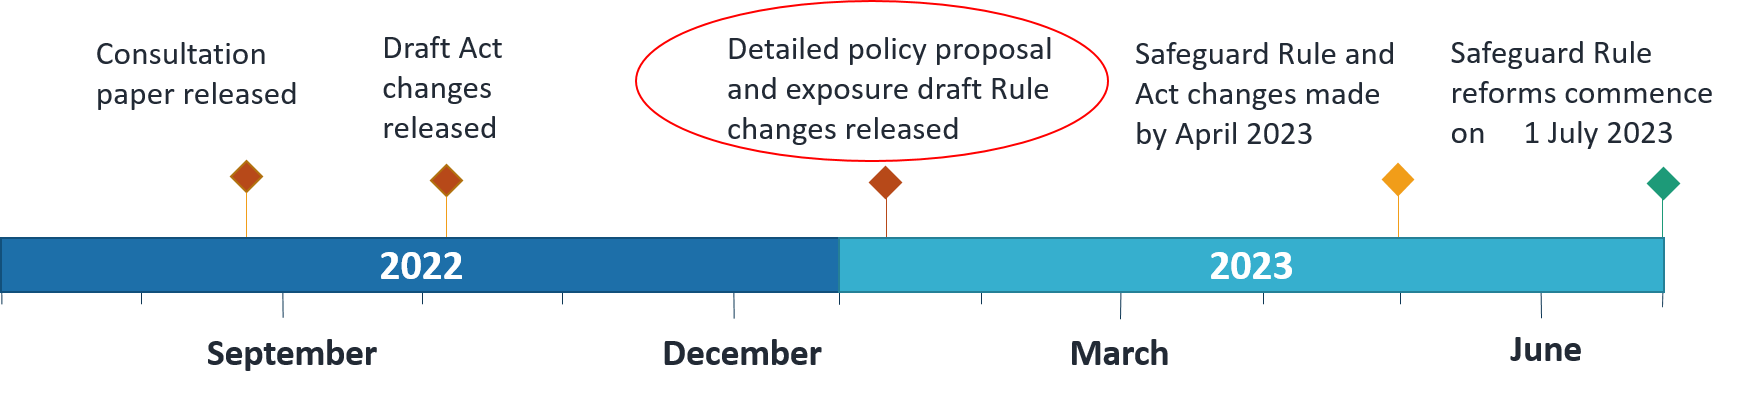 Consultation
paper released
Draft Act
changes
released
Detailed policy proposal
and exposure draft Rule
changes released
Safeguard Rule and
Act changes made
by April 2023
Safeguard Rule
reforms commence
on 1 July 2023
2022
2023
September
December
March
June